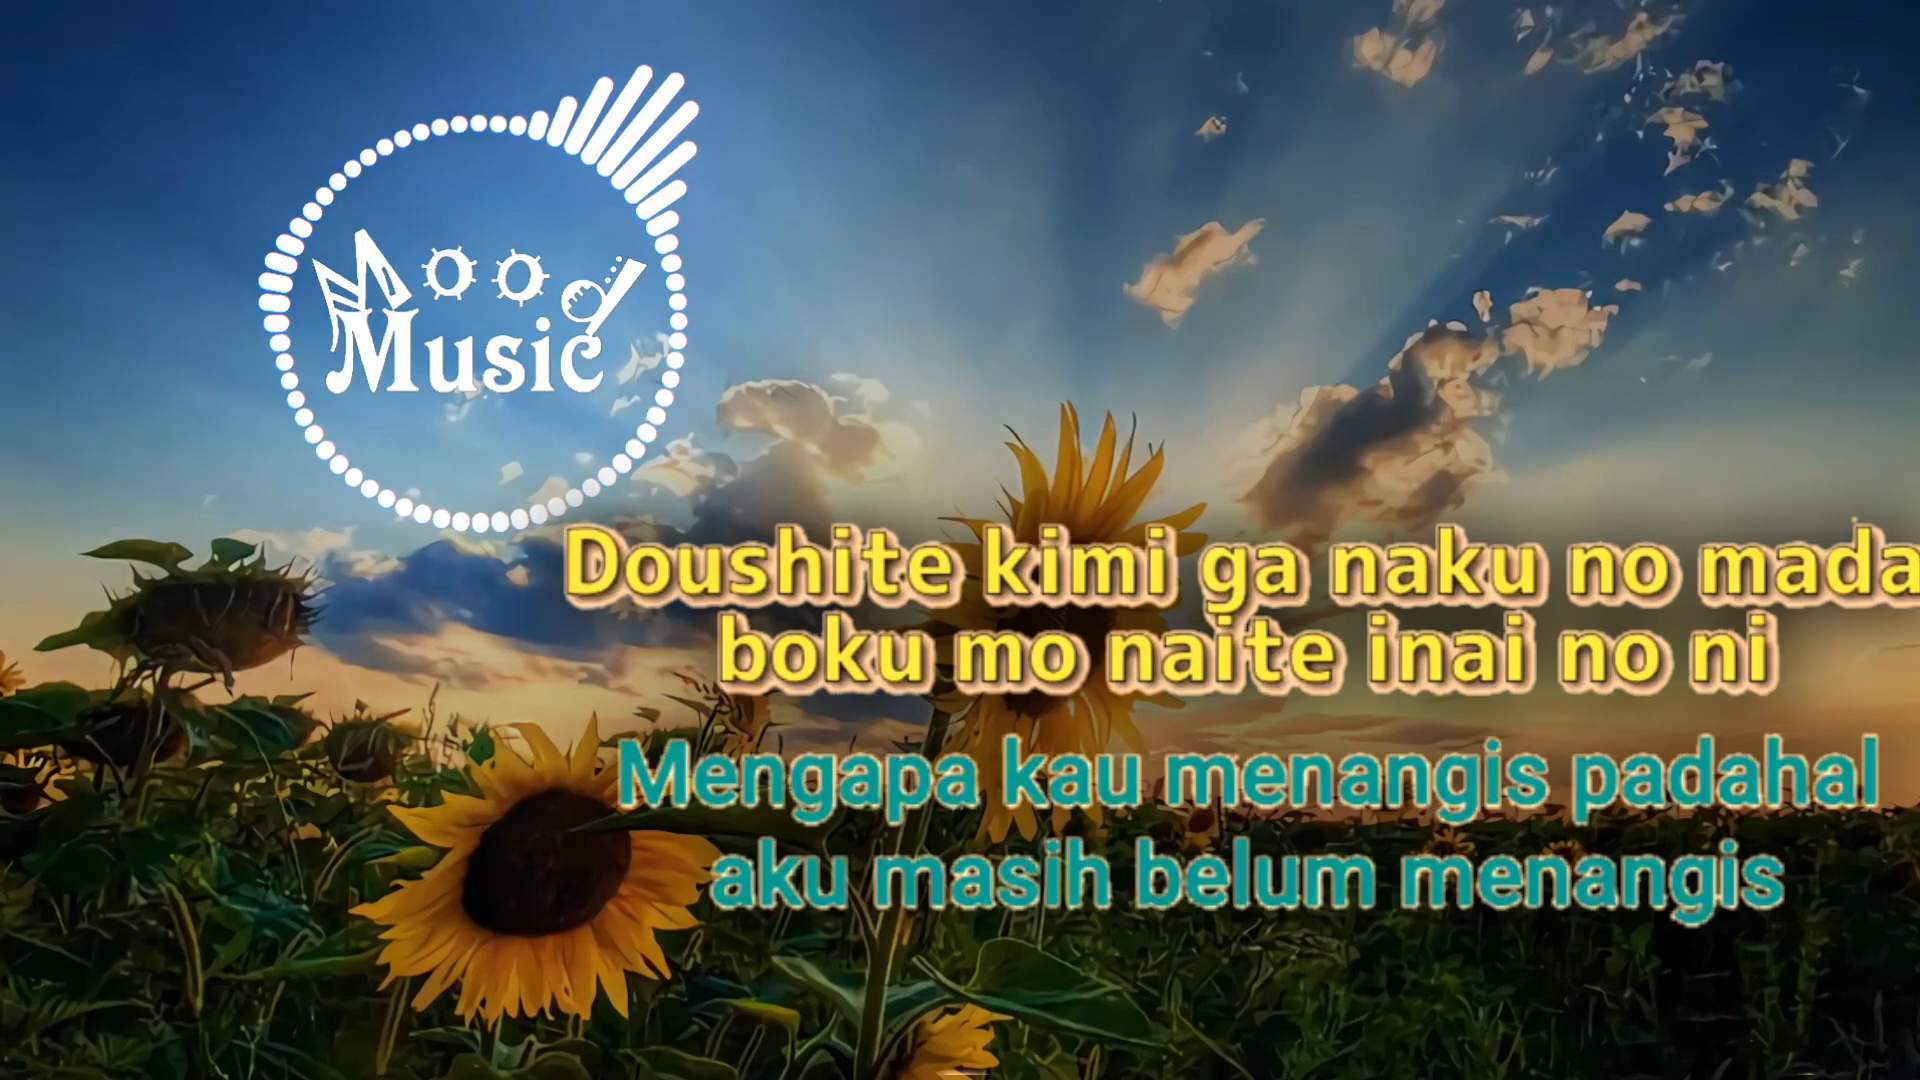 Mood
Music
Doushite kimi ga naku no mada
boku mo naite inai no ni
Mengapa kau menangis padahal
aku masih belum menangis